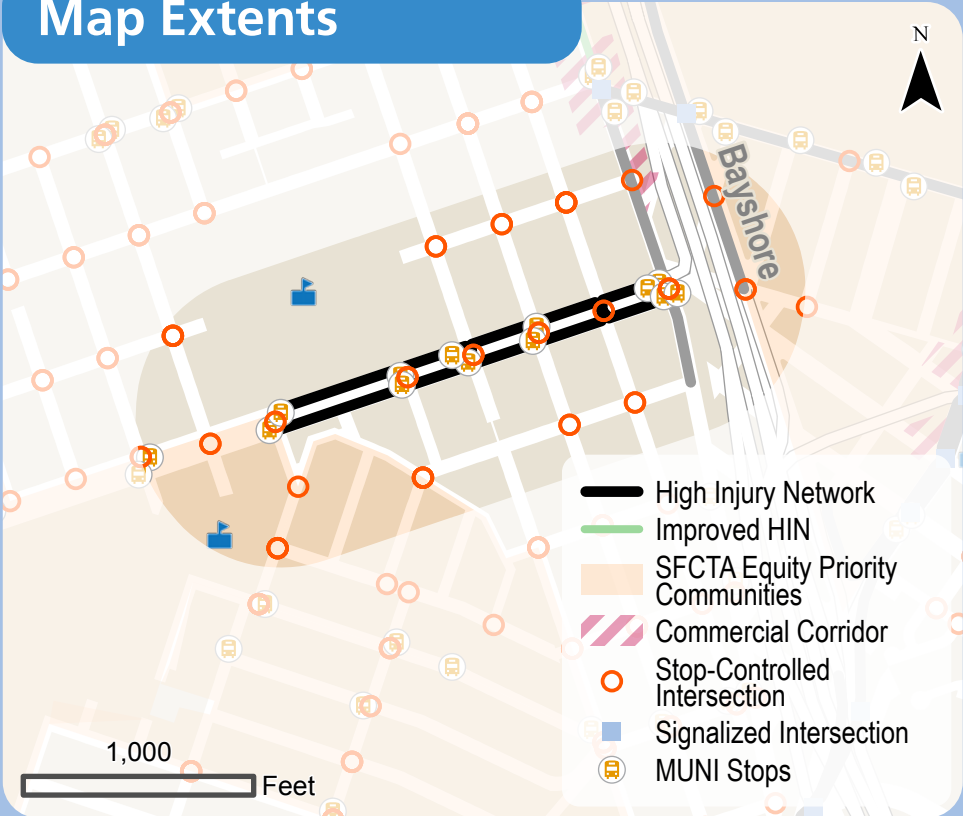 Map Extents
N
Bayshore
High Injury Network
Improved HIN
SFCTA Equity Priority
Communities
Commercial Corridor
Stop-Controlled
Intersection
Signalized Intersection
MUNI Stops
1,000
Feet